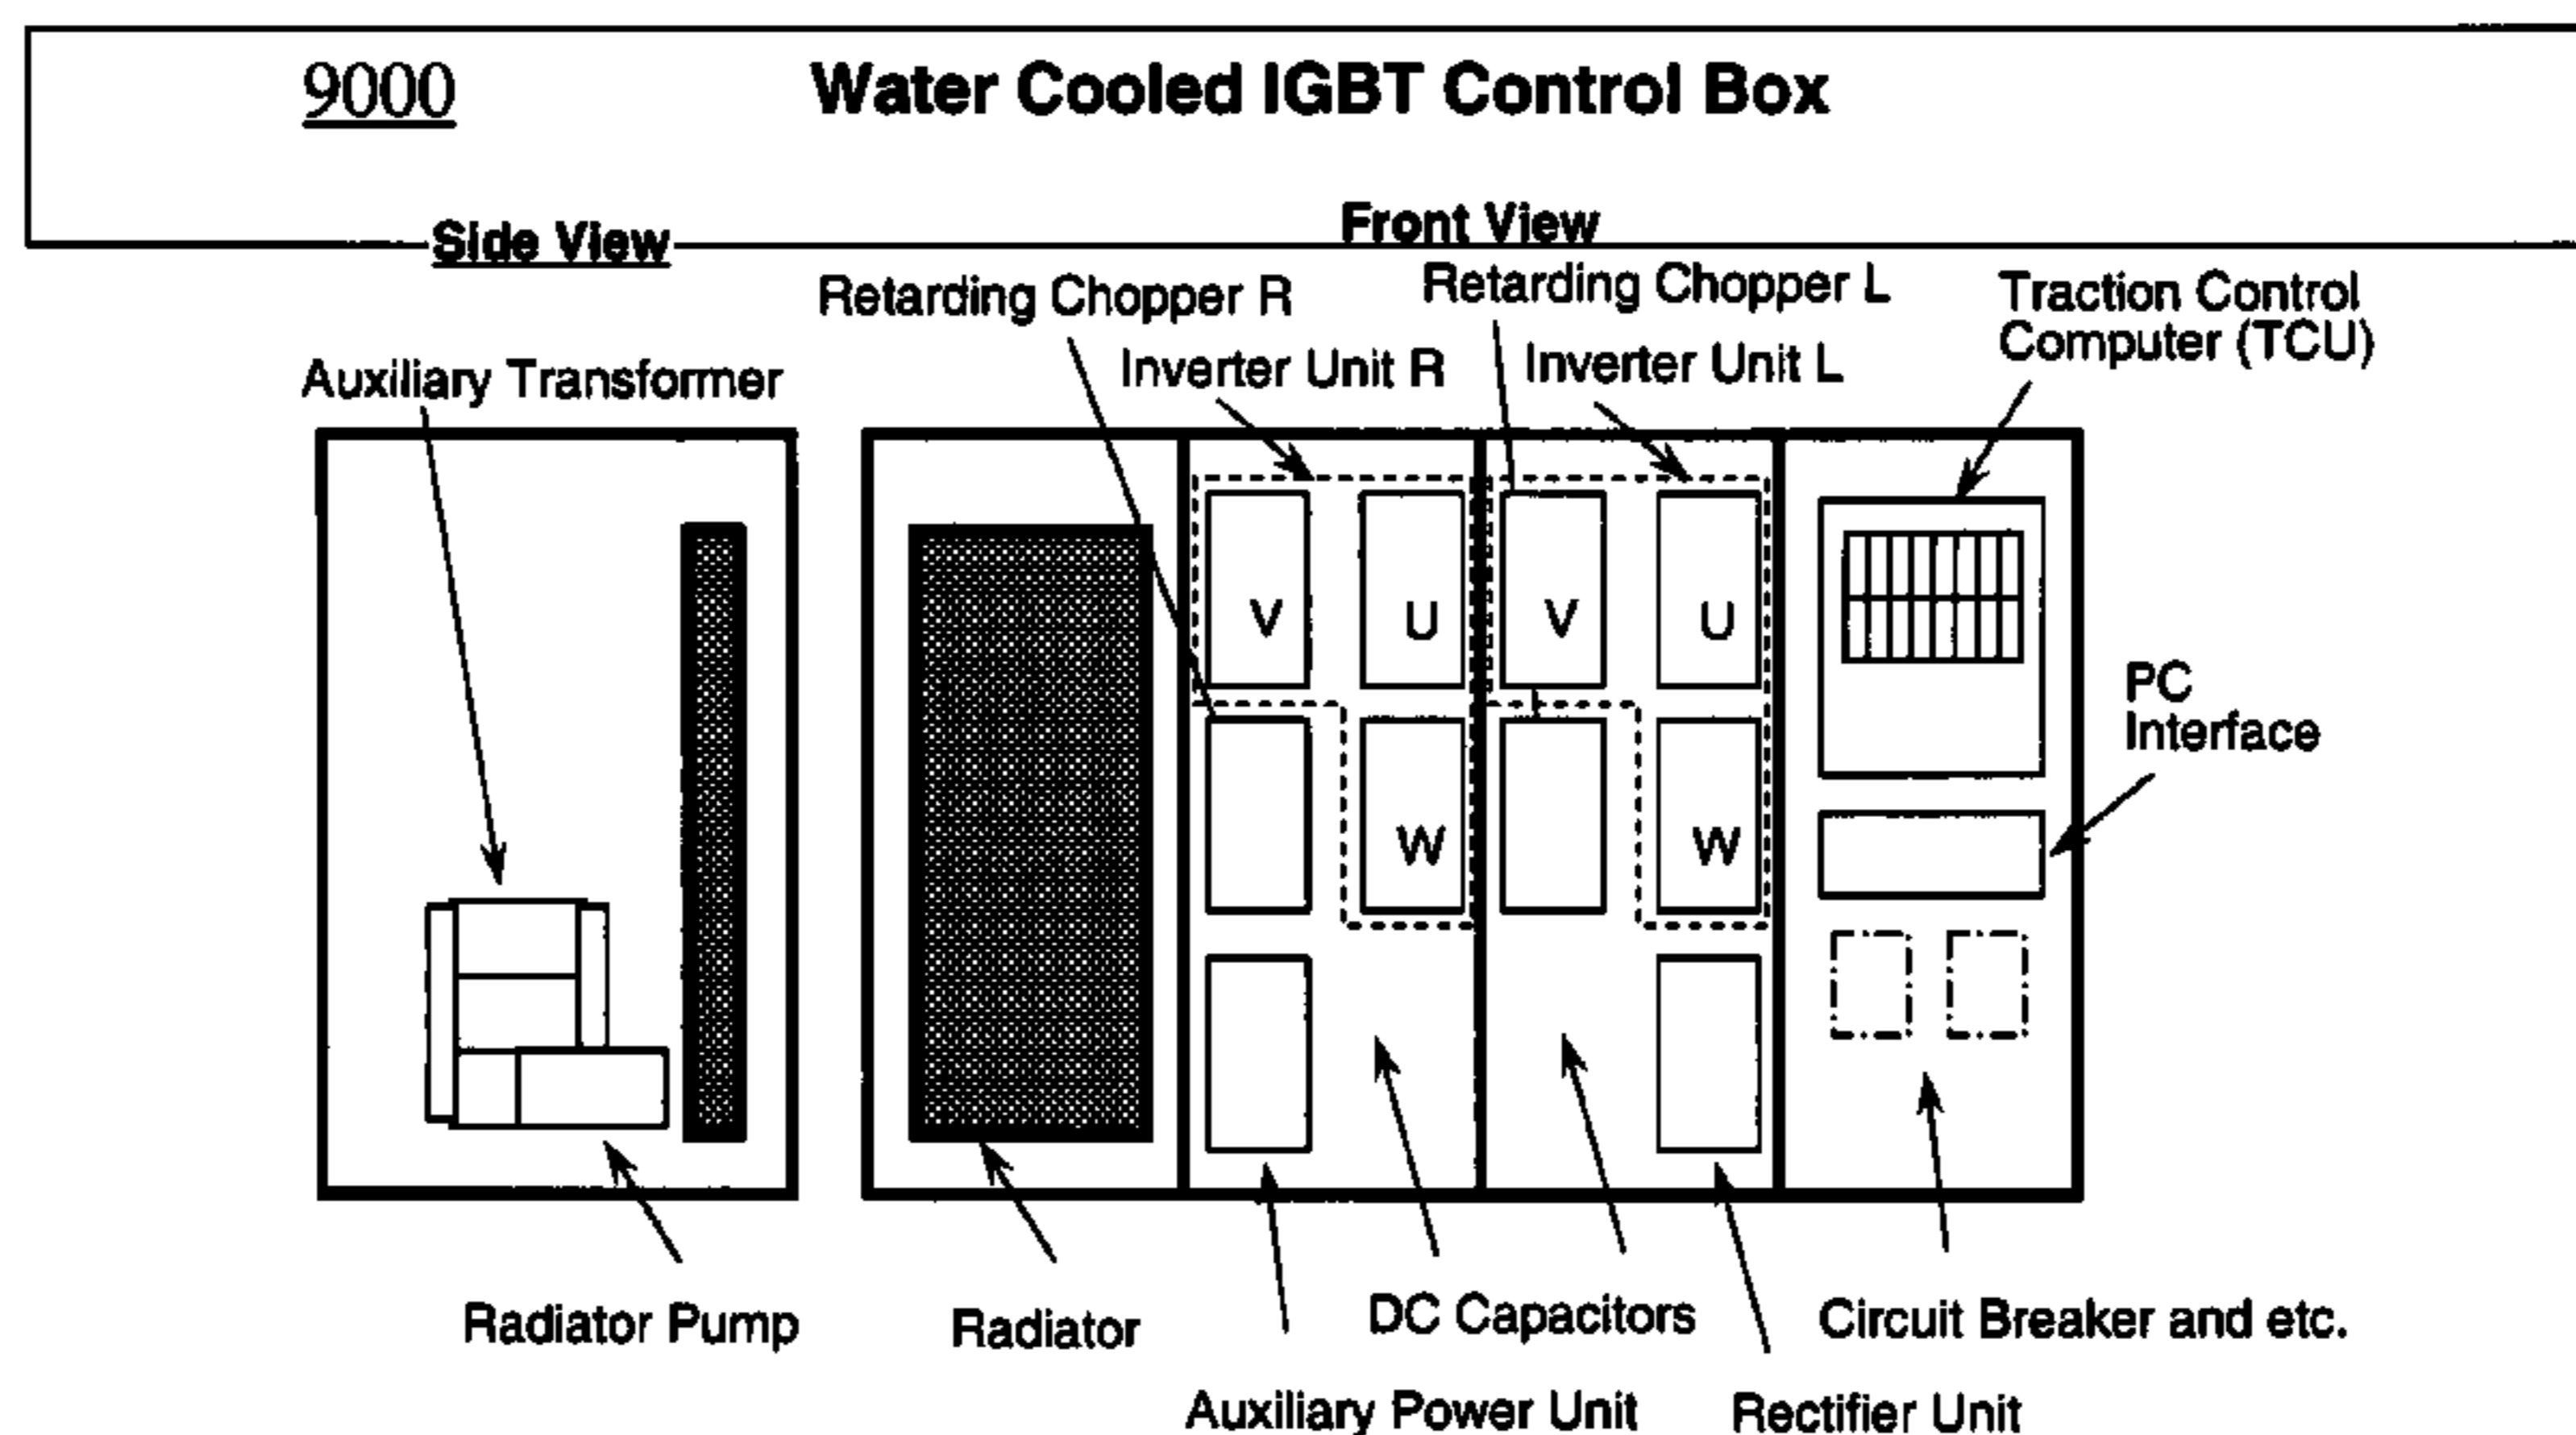 9000
Water Cooled IGBT Control Box
Side View
Front View
Retarding Chopper R
Retarding Chopper L
Traction Control
Computer (TCU)
Auxiliary Transformer
Inverter Unit R
Inverter Unit L
V
U
V
U
PC
Interface
W
W
Radiator Pump
Radiator
DC Capacitors
Circuit Breaker and etc.
Auxiliary Power Unit
Rectifier Unit